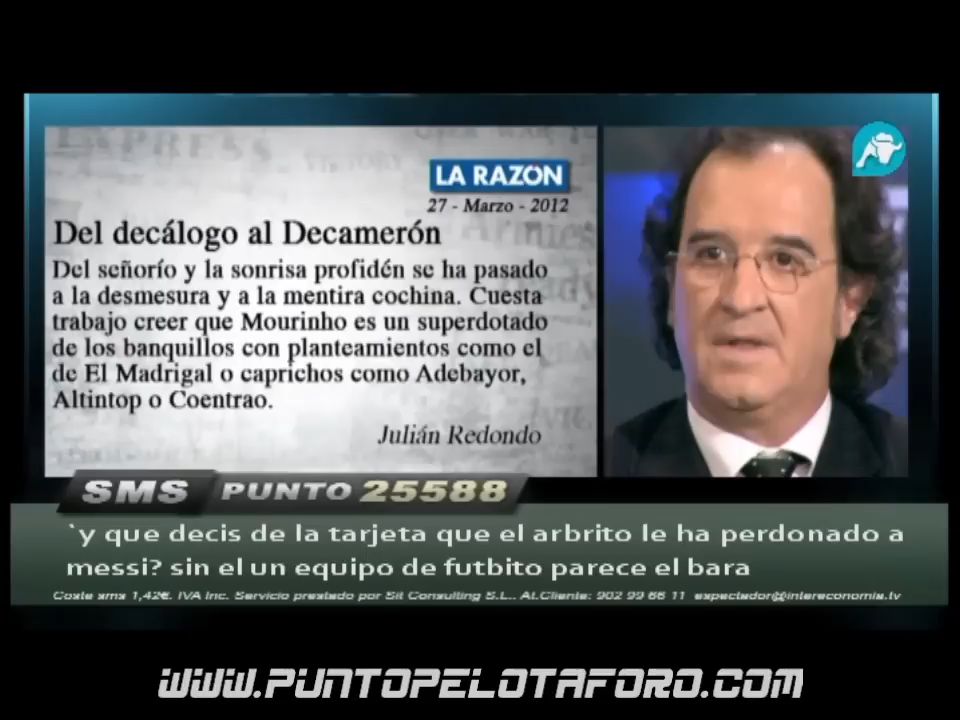 LA RAZÓN
27 - Marzo - 2012
Del decálogo al Decamerón
Del señorío y la sonrisa profidén se ha pasado
a la desmesura y a la mentira cochina. Cuesta
trabajo creer que Mourinho es un superdotado
de los banquillos con planteamientos como el
de El Madrigal o caprichos como Adebayor,
Altintop o Coentrao.
Julián Redondo
SMS PUNTO 25588
`y que decis de la tarjeta que el arbrito le ha perdonado a
messi? sin el un equipo de futbito parece el bara
Coste sms 1,42€. IVA Inc. Servicio prestado por Sit Consulting S.L.. At.Cliente: 902 99 66 11 expectador@intereconomia.tv
WWW.PUNTOPELOTAFORO.COM